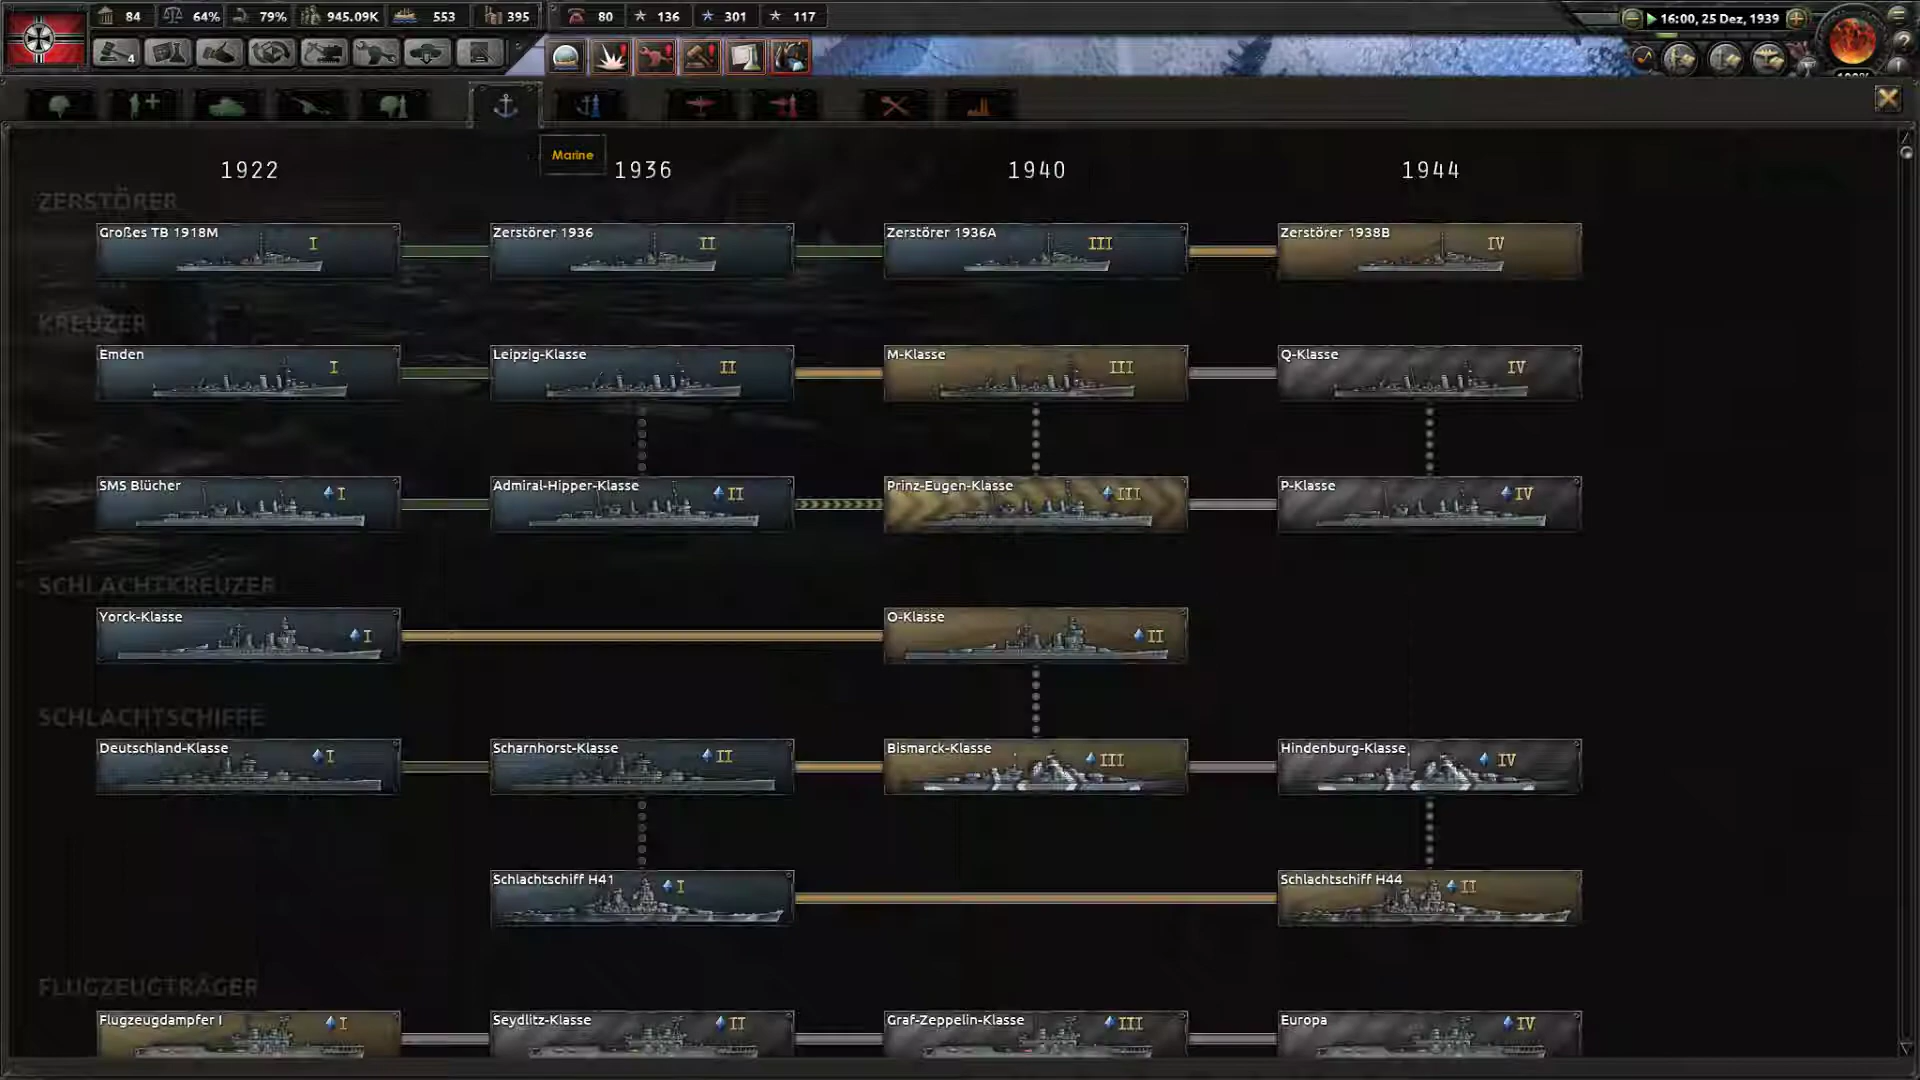 84 64% 79% 945.09K 553 395 80 136 301 117 16:00, 25 Dez, 1939
4
Marine
1922 1936 1940 1944
ZERSTÖRER
Großes TB 1918M I Zerstörer 1936 II Zerstörer 1936A III Zerstörer 1938B IV
KREUZER
Emden I Leipzig-Klasse II M-Klasse III Q-Klasse IV
SMS Blücher I Admiral-Hipper-Klasse II Prinz-Eugen-Klasse III P-Klasse IV
SCHLACHTKREUZER
Yorck-Klasse I O-Klasse II
SCHLACHTSCHIFFE
Deutschland-Klasse I Scharnhorst-Klasse II Bismarck-Klasse III Hindenburg-Klasse IV
Schlachtschiff H41 I Schlachtschiff H44 II
FLUGZEUGTRÄGER
Flugzeugdampfer I I Seydlitz-Klasse II Graf-Zeppelin-Klasse III Europa IV